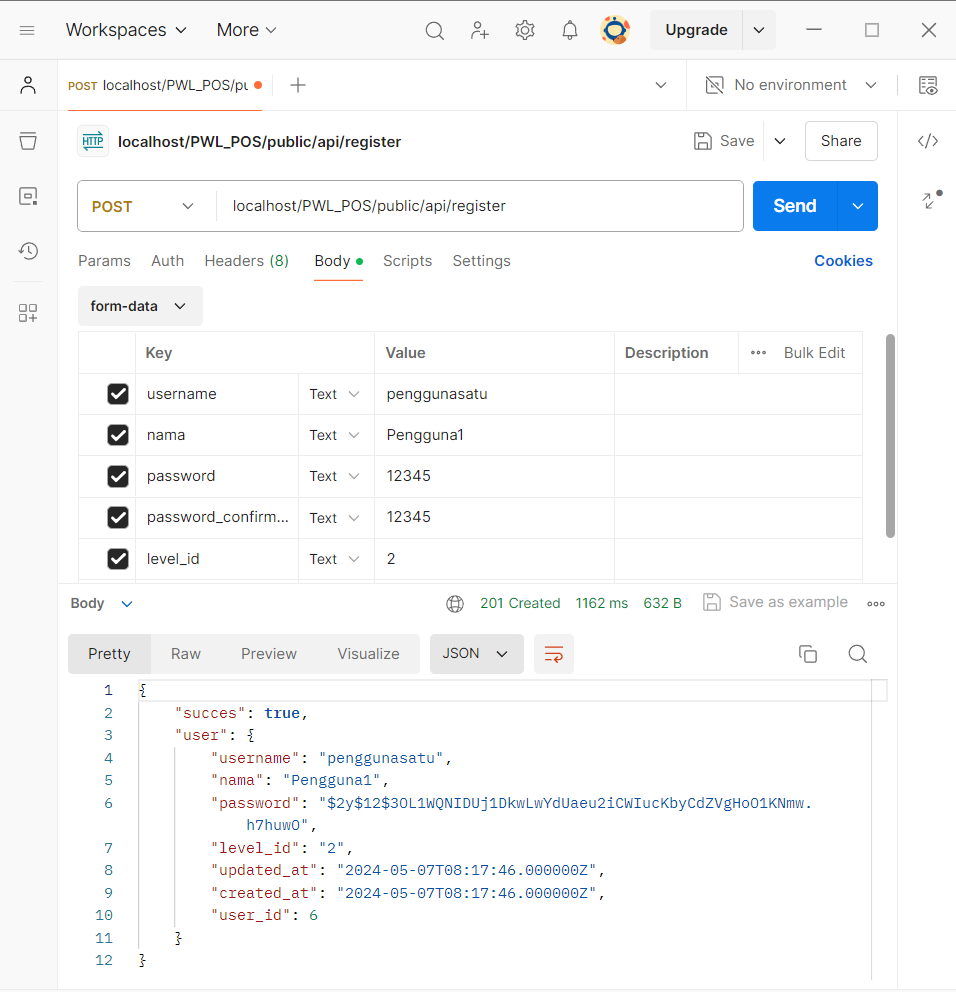 Workspaces More Upgrade
POST localhost/PWL_POS/pu No environment
HTTP localhost/PWL_POS/public/api/register Save Share
POST localhost/PWL_POS/public/api/register Send
Params Auth Headers (8) Body Scripts Settings Cookies
form-data
Key Value Description Bulk Edit
username Text penggunasatu
nama Text Pengguna1
password Text 12345
password_confirm... Text 12345
level_id Text 2
Body 201 Created 1162 ms 632 B Save as example
Pretty Raw Preview Visualize JSON
1 {
2 "succes": true,
3 "user": {
4 "username": "penggunasatu",
5 "nama": "Pengguna1",
6 "password": "$2y$12$3OL1WQNIDUj1DkwLwYdUaeu2iCWIucKbyCdZVgHoO1KNmw.
h7huwO",
7 "level_id": "2",
8 "updated_at": "2024-05-07T08:17:46.000000Z",
9 "created_at": "2024-05-07T08:17:46.000000Z",
10 "user_id": 6
11 }
12 }